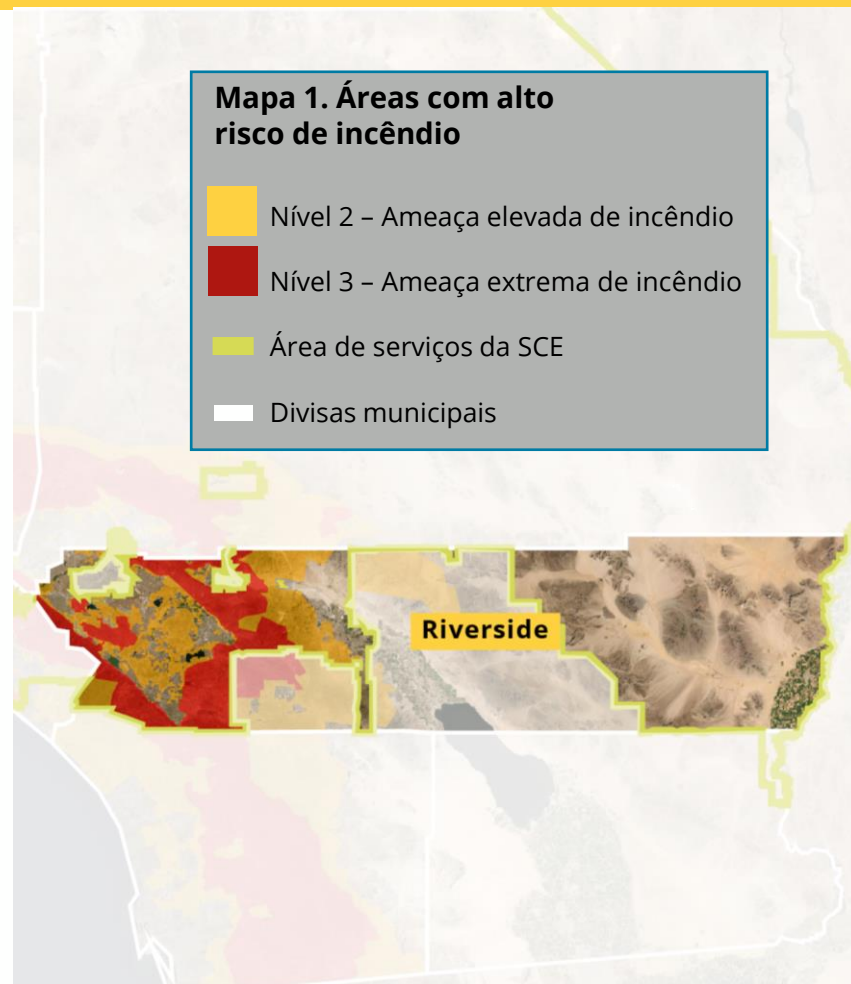 Mapa 1. Áreas com alto
risco de incêndio
Nível 2 – Ameaça elevada de incêndio
Nível 3 – Ameaça extrema de incêndio
Área de serviços da SCE
Divisas municipais
Riverside